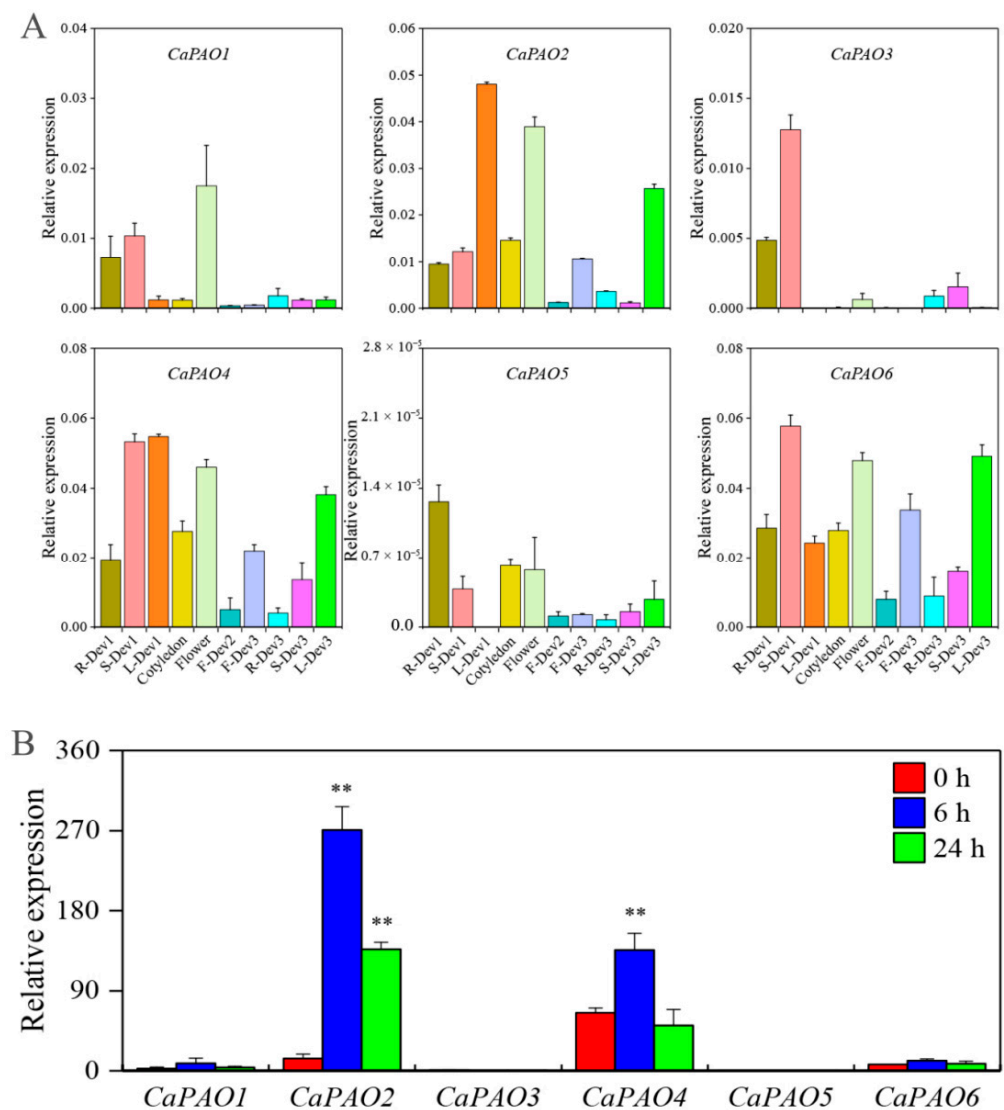 A
CaPAO1
Relative expression
0.04
0.03
0.02
0.01
0.00
CaPAO2
Relative expression
0.06
0.05
0.04
0.03
0.02
0.01
0.00
CaPAO3
Relative expression
0.020
0.015
0.010
0.005
0.000
CaPAO4
Relative expression
0.08
0.06
0.04
0.02
0.00
R-Dev1
S-Dev1
L-Dev1
Cotyledon
Flower
F-Dev2
F-Dev3
R-Dev3
S-Dev3
L-Dev3
CaPAO5
Relative expression
2.8 × 10⁻⁵
2.1 × 10⁻⁵
1.4 × 10⁻⁵
0.7 × 10⁻⁵
0.0
R-Dev1
S-Dev1
L-Dev1
Cotyledon
Flower
F-Dev2
F-Dev3
R-Dev3
S-Dev3
L-Dev3
CaPAO6
Relative expression
0.08
0.06
0.04
0.02
0.00
R-Dev1
S-Dev1
L-Dev1
Cotyledon
Flower
F-Dev2
F-Dev3
R-Dev3
S-Dev3
L-Dev3
B
Relative expression
360
270
180
90
0
**
**
**
0 h
6 h
24 h
CaPAO1 CaPAO2 CaPAO3 CaPAO4 CaPAO5 CaPAO6